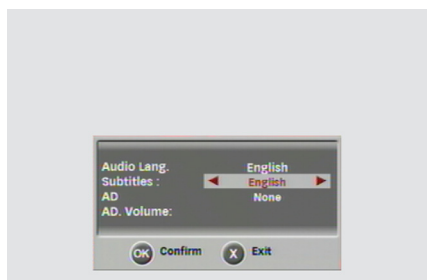 Audio Lang. English
Subtitles : English
AD None
AD. Volume:
OK Confirm X Exit